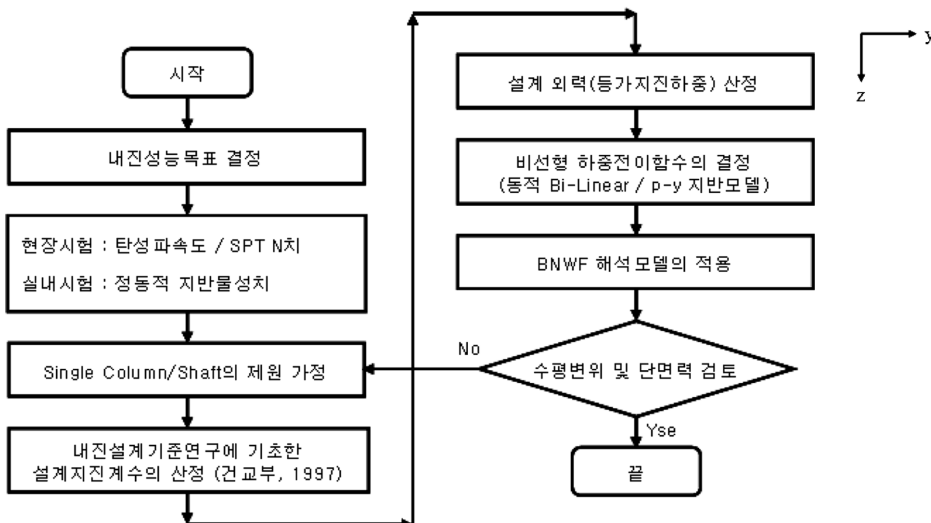 시작
내진성능목표 결정
현장시험 : 탄성파속도 / SPT N치
실내시험 : 정동적 지반물성치
Single Column/Shaft의 제원 가정
내진설계기준연구에 기초한
설계지진계수의 산정 (건교부, 1997)
설계 외력(등가지진하중) 산정
비선형 하중전이함수의 결정
(동적 Bi-Linear / p-y 지반모델)
BNWF 해석모델의 적용
수평변위 및 단면력 검토
No
Yse
끝
y
z